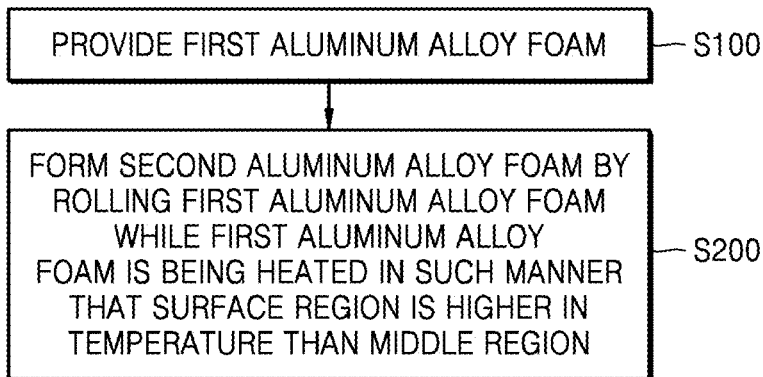 PROVIDE FIRST ALUMINUM ALLOY FOAM
S100
FORM SECOND ALUMINUM ALLOY FOAM BY
ROLLING FIRST ALUMINUM ALLOY FOAM
WHILE FIRST ALUMINUM ALLOY
FOAM IS BEING HEATED IN SUCH MANNER
THAT SURFACE REGION IS HIGHER IN
TEMPERATURE THAN MIDDLE REGION
S200